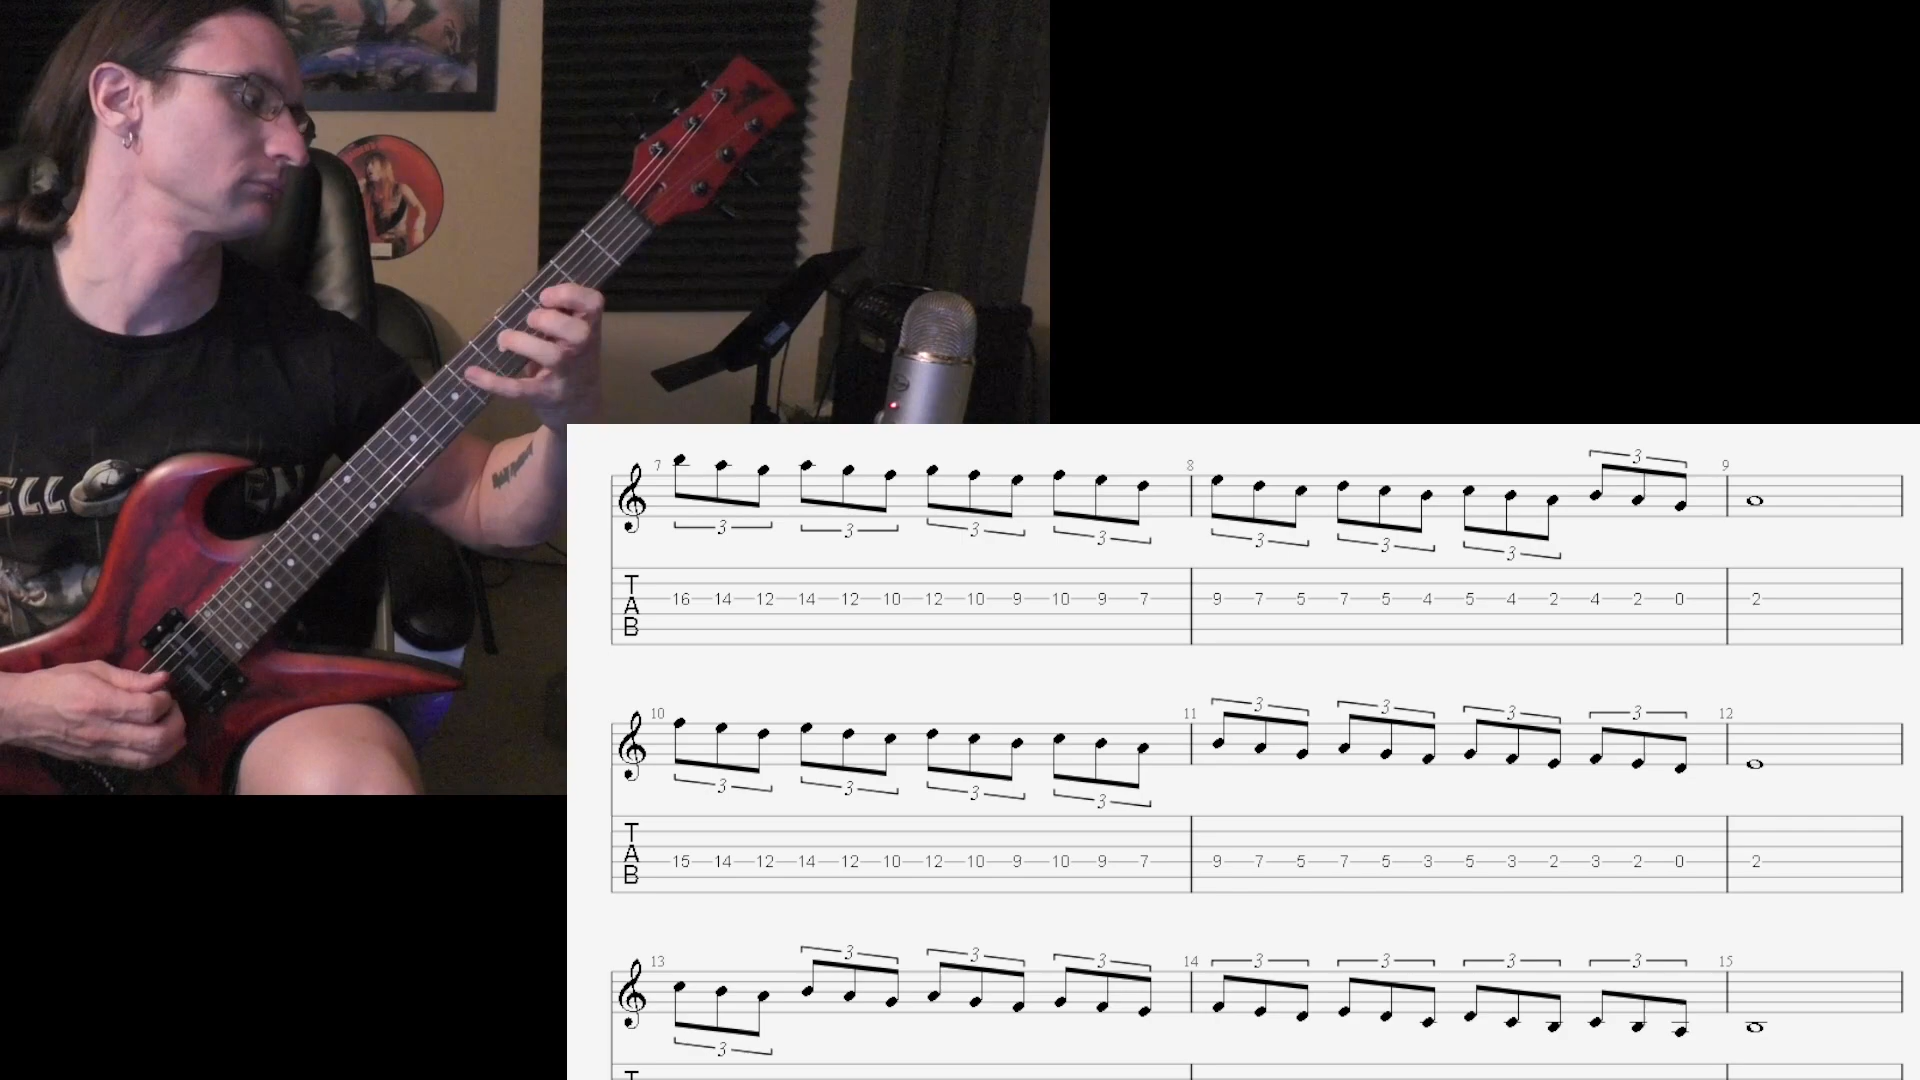 ELL
7 8 9
3 3 3 3 3 3 3 3
T
A
B
16 14 12 14 12 10 12 10 9 10 9 7 9 7 5 7 5 4 5 4 2 4 2 0 2
10 11 12
3 3 3 3 3 3 3 3
T
A
B
15 14 12 14 12 10 12 10 9 10 9 7 9 7 5 7 5 3 5 3 2 3 2 0 2
13 14 15
3 3 3 3 3 3 3 3
T